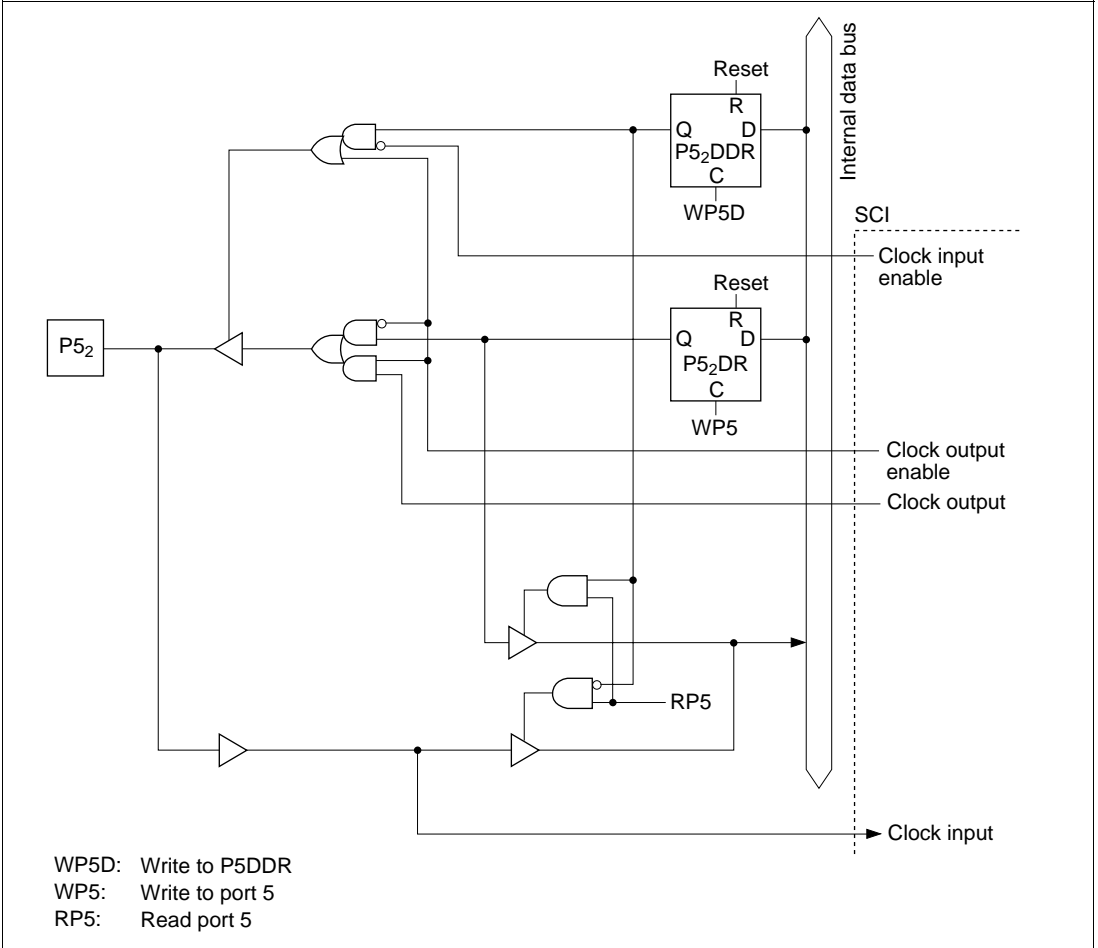 Reset
R
Q D
P5₂DDR
C
WP5D
Internal data bus
SCI
Clock input
enable
Reset
R
Q D
P5₂DR
C
WP5
P5₂
Clock output
enable
Clock output
RP5
Clock input
WP5D: Write to P5DDR
WP5: Write to port 5
RP5: Read port 5